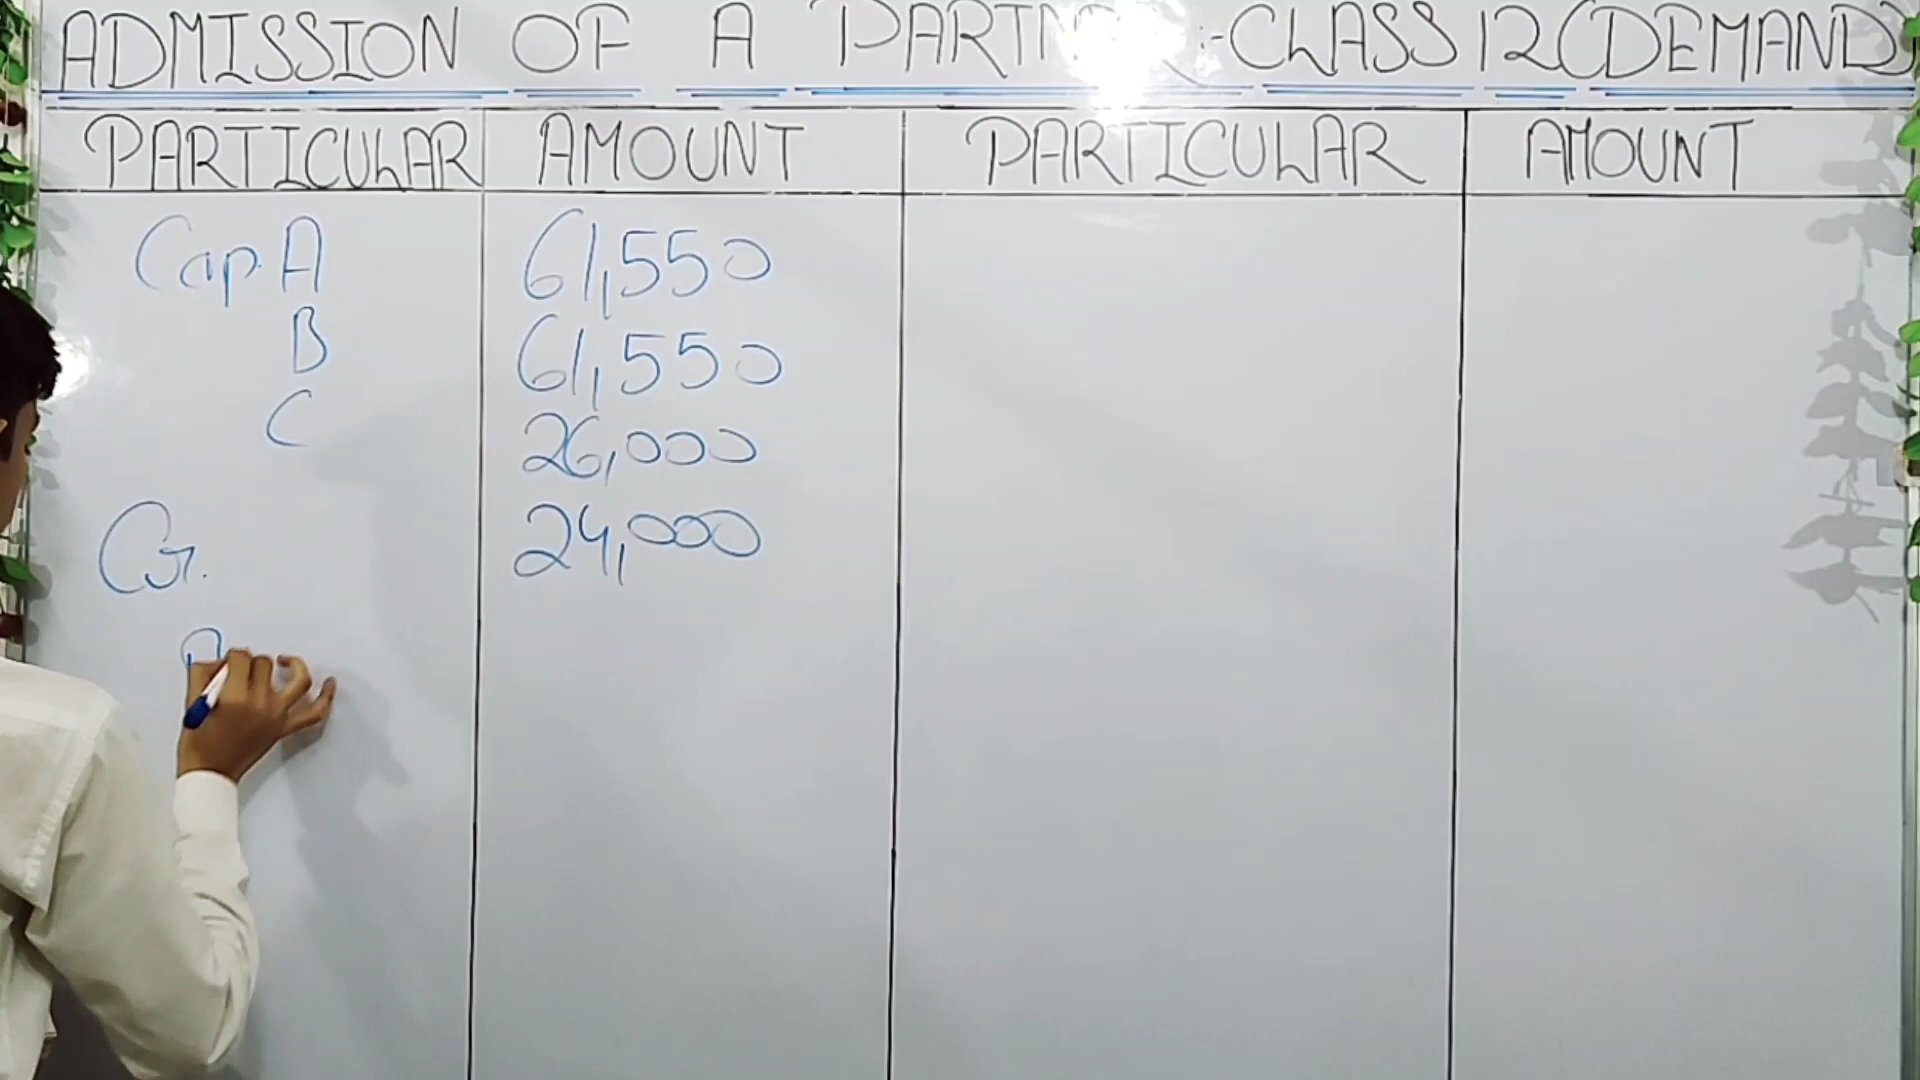 ADMISSION OF A PARTNER :- CLASS 12 (DEMAND)
PARTICULAR AMOUNT PARTICULAR AMOUNT
Cap. A 61,550
B 61,550
C 26,000
Cr. 24,000